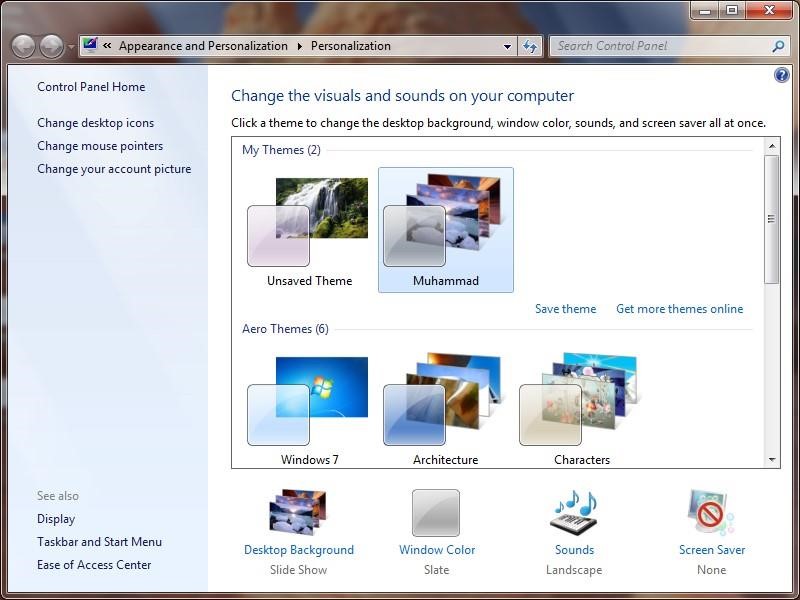 « Appearance and Personalization Personalization
Search Control Panel
Control Panel Home
Change desktop icons
Change mouse pointers
Change your account picture
See also
Display
Taskbar and Start Menu
Ease of Access Center
Change the visuals and sounds on your computer
Click a theme to change the desktop background, window color, sounds, and screen saver all at once.
My Themes (2)
Unsaved Theme Muhammad
Save theme Get more themes online
Aero Themes (6)
Windows 7 Architecture Characters
Desktop Background Window Color Sounds Screen Saver
Slide Show Slate Landscape None